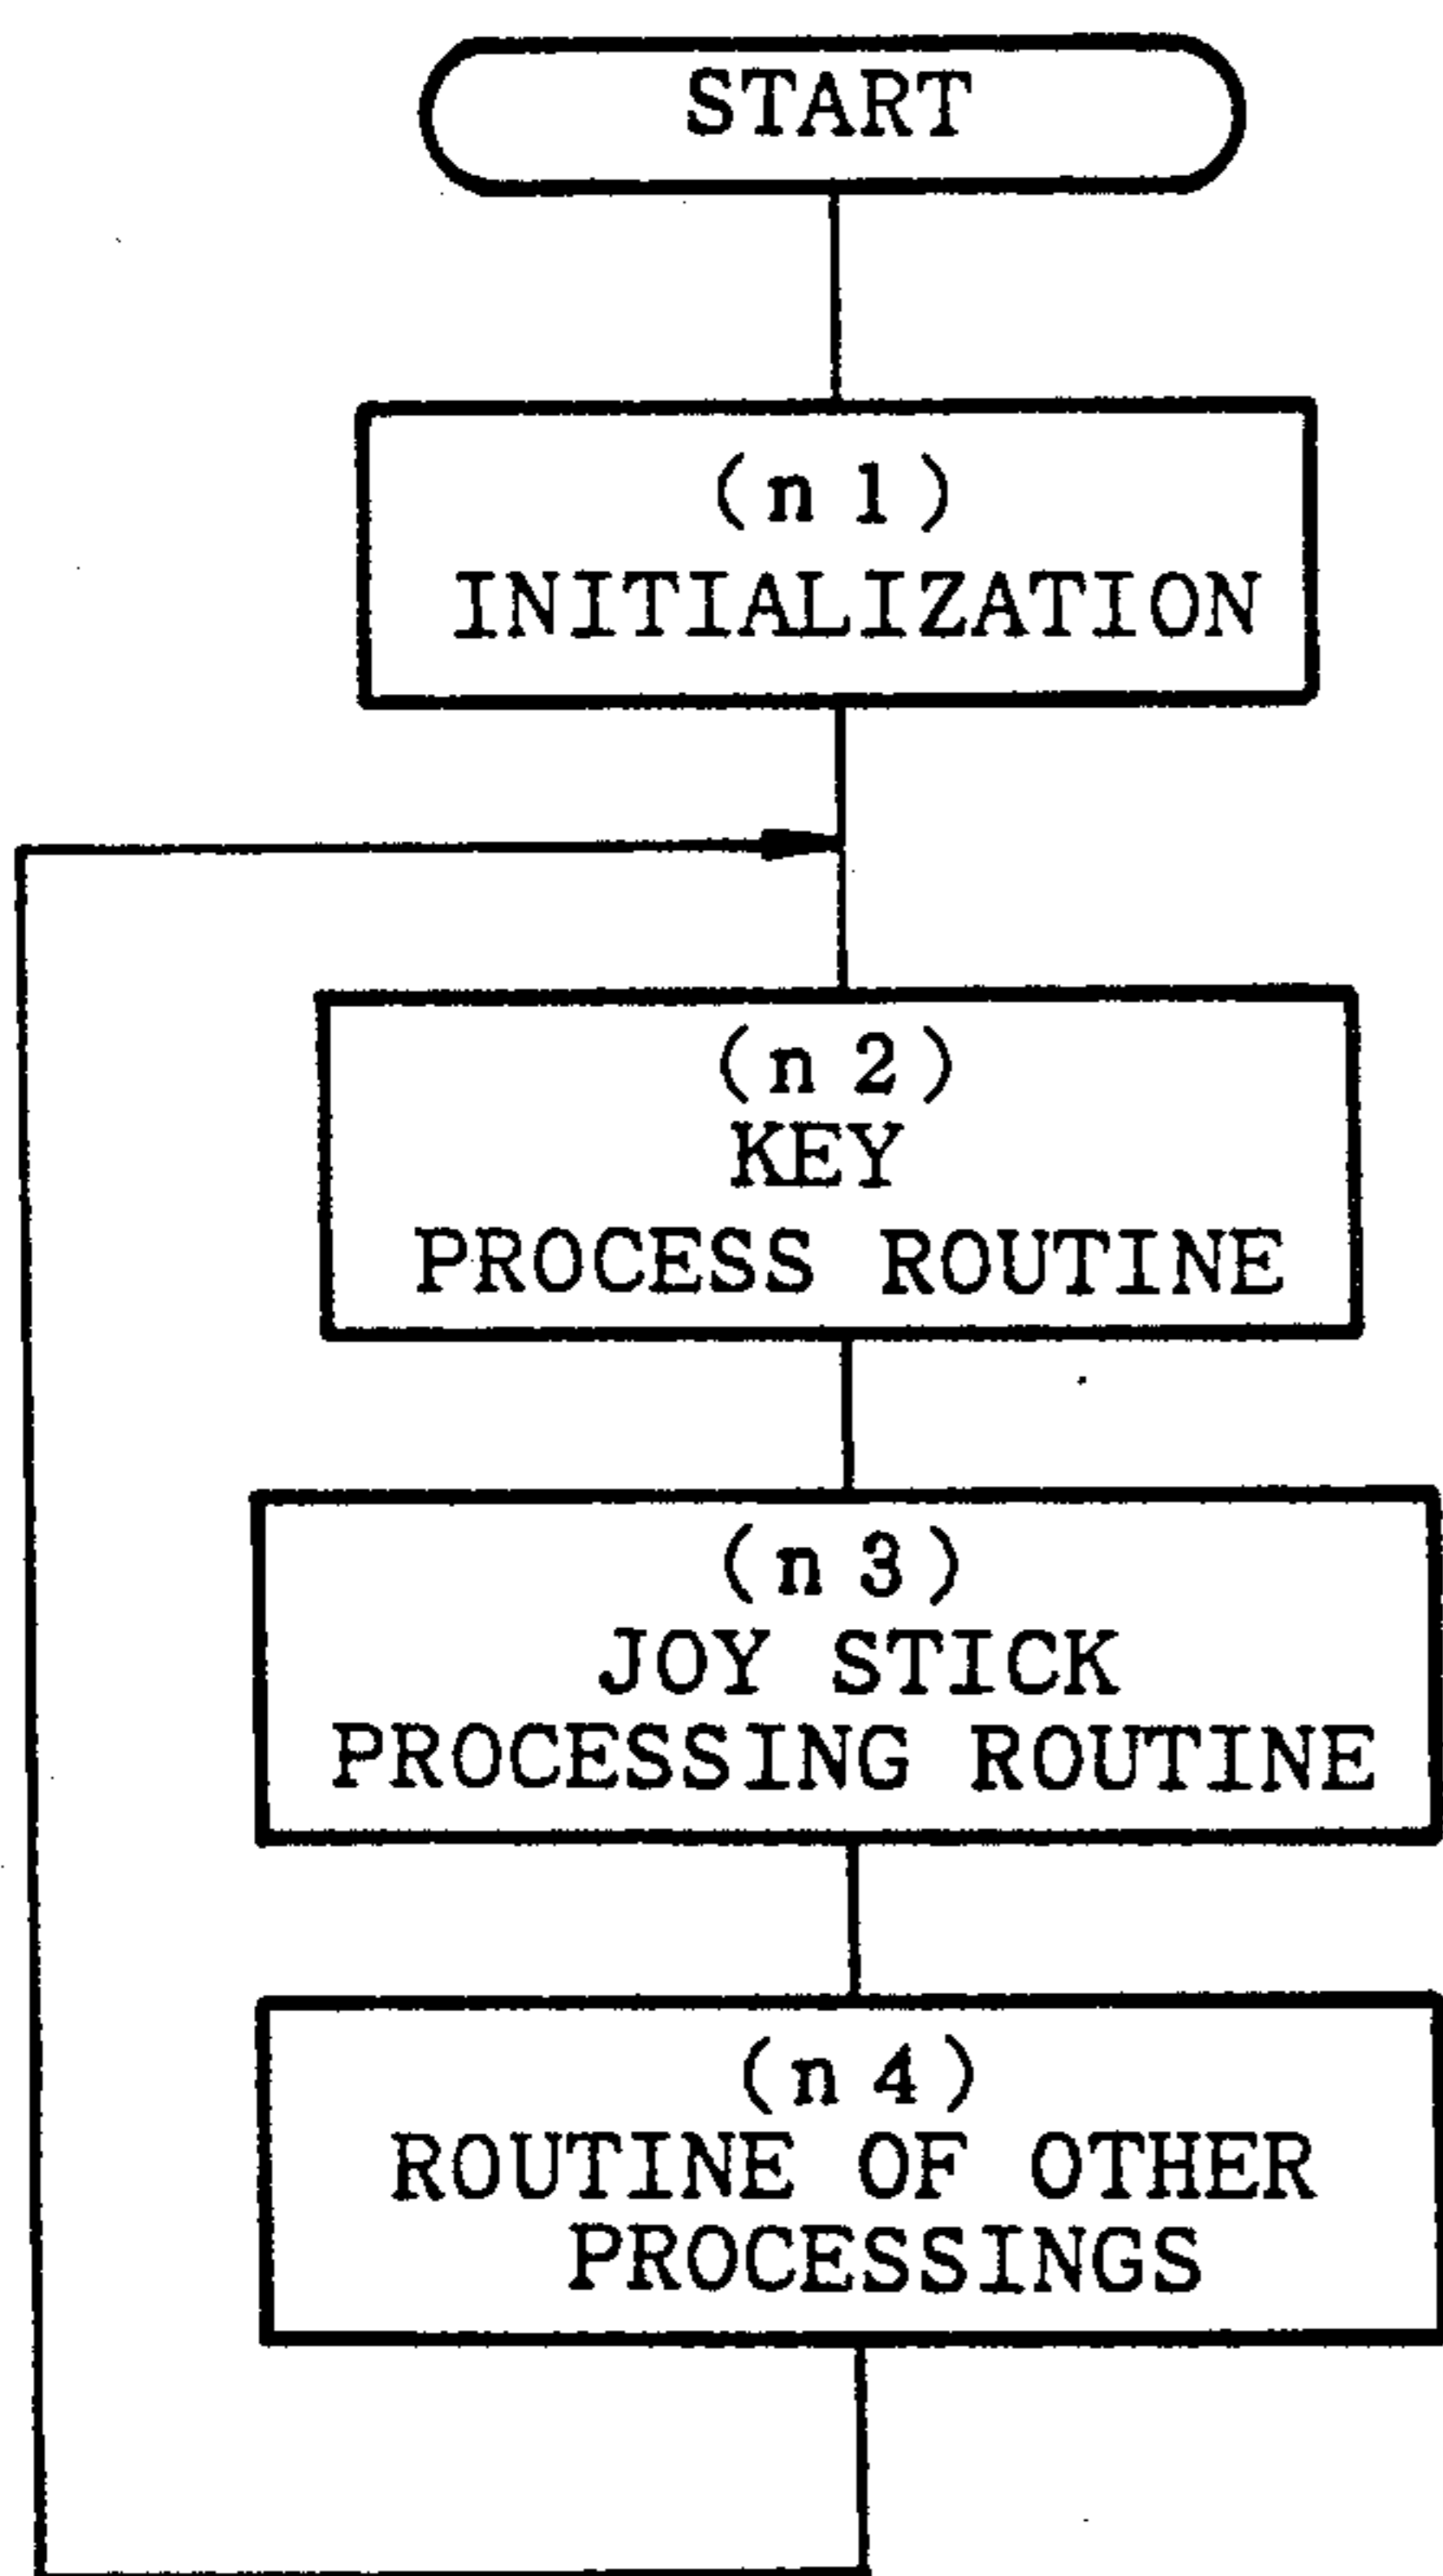 START
(n1)
INITIALIZATION
(n2)
KEY
PROCESS ROUTINE
(n3)
JOY STICK
PROCESSING ROUTINE
(n4)
ROUTINE OF OTHER
PROCESSINGS